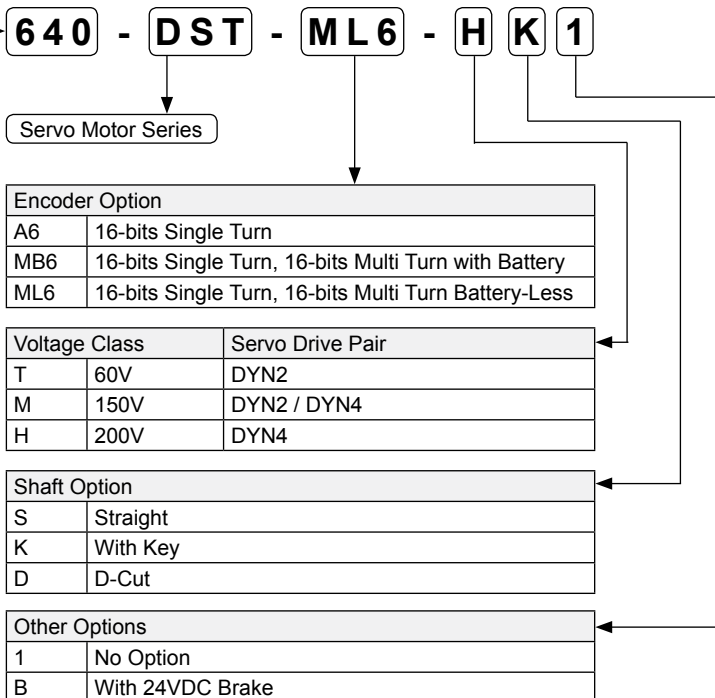 640 - DST - ML6 - H K 1
Servo Motor Series
Encoder Option
A6 16-bits Single Turn
MB6 16-bits Single Turn, 16-bits Multi Turn with Battery
ML6 16-bits Single Turn, 16-bits Multi Turn Battery-Less
Voltage Class Servo Drive Pair
T 60V DYN2
M 150V DYN2 / DYN4
H 200V DYN4
Shaft Option
S Straight
K With Key
D D-Cut
Other Options
1 No Option
B With 24VDC Brake